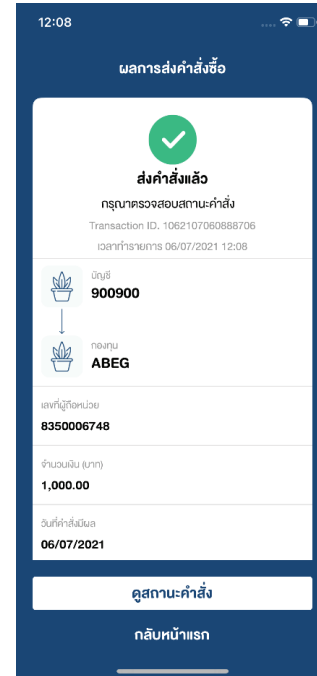 12:08
ผลการส่งคำสั่งซื้อ
ส่งคำสั่งแล้ว
กรุณาตรวจสอบสถานะคำสั่ง
Transaction ID. 1062107060888706
เวลาทำรายการ 06/07/2021 12:08
บัญชี
900900
กองทุน
ABEG
เลขที่ผู้ถือหน่วย
8350006748
จำนวนเงิน (บาท)
1,000.00
วันที่คำสั่งมีผล
06/07/2021
ดูสถานะคำสั่ง
กลับหน้าแรก